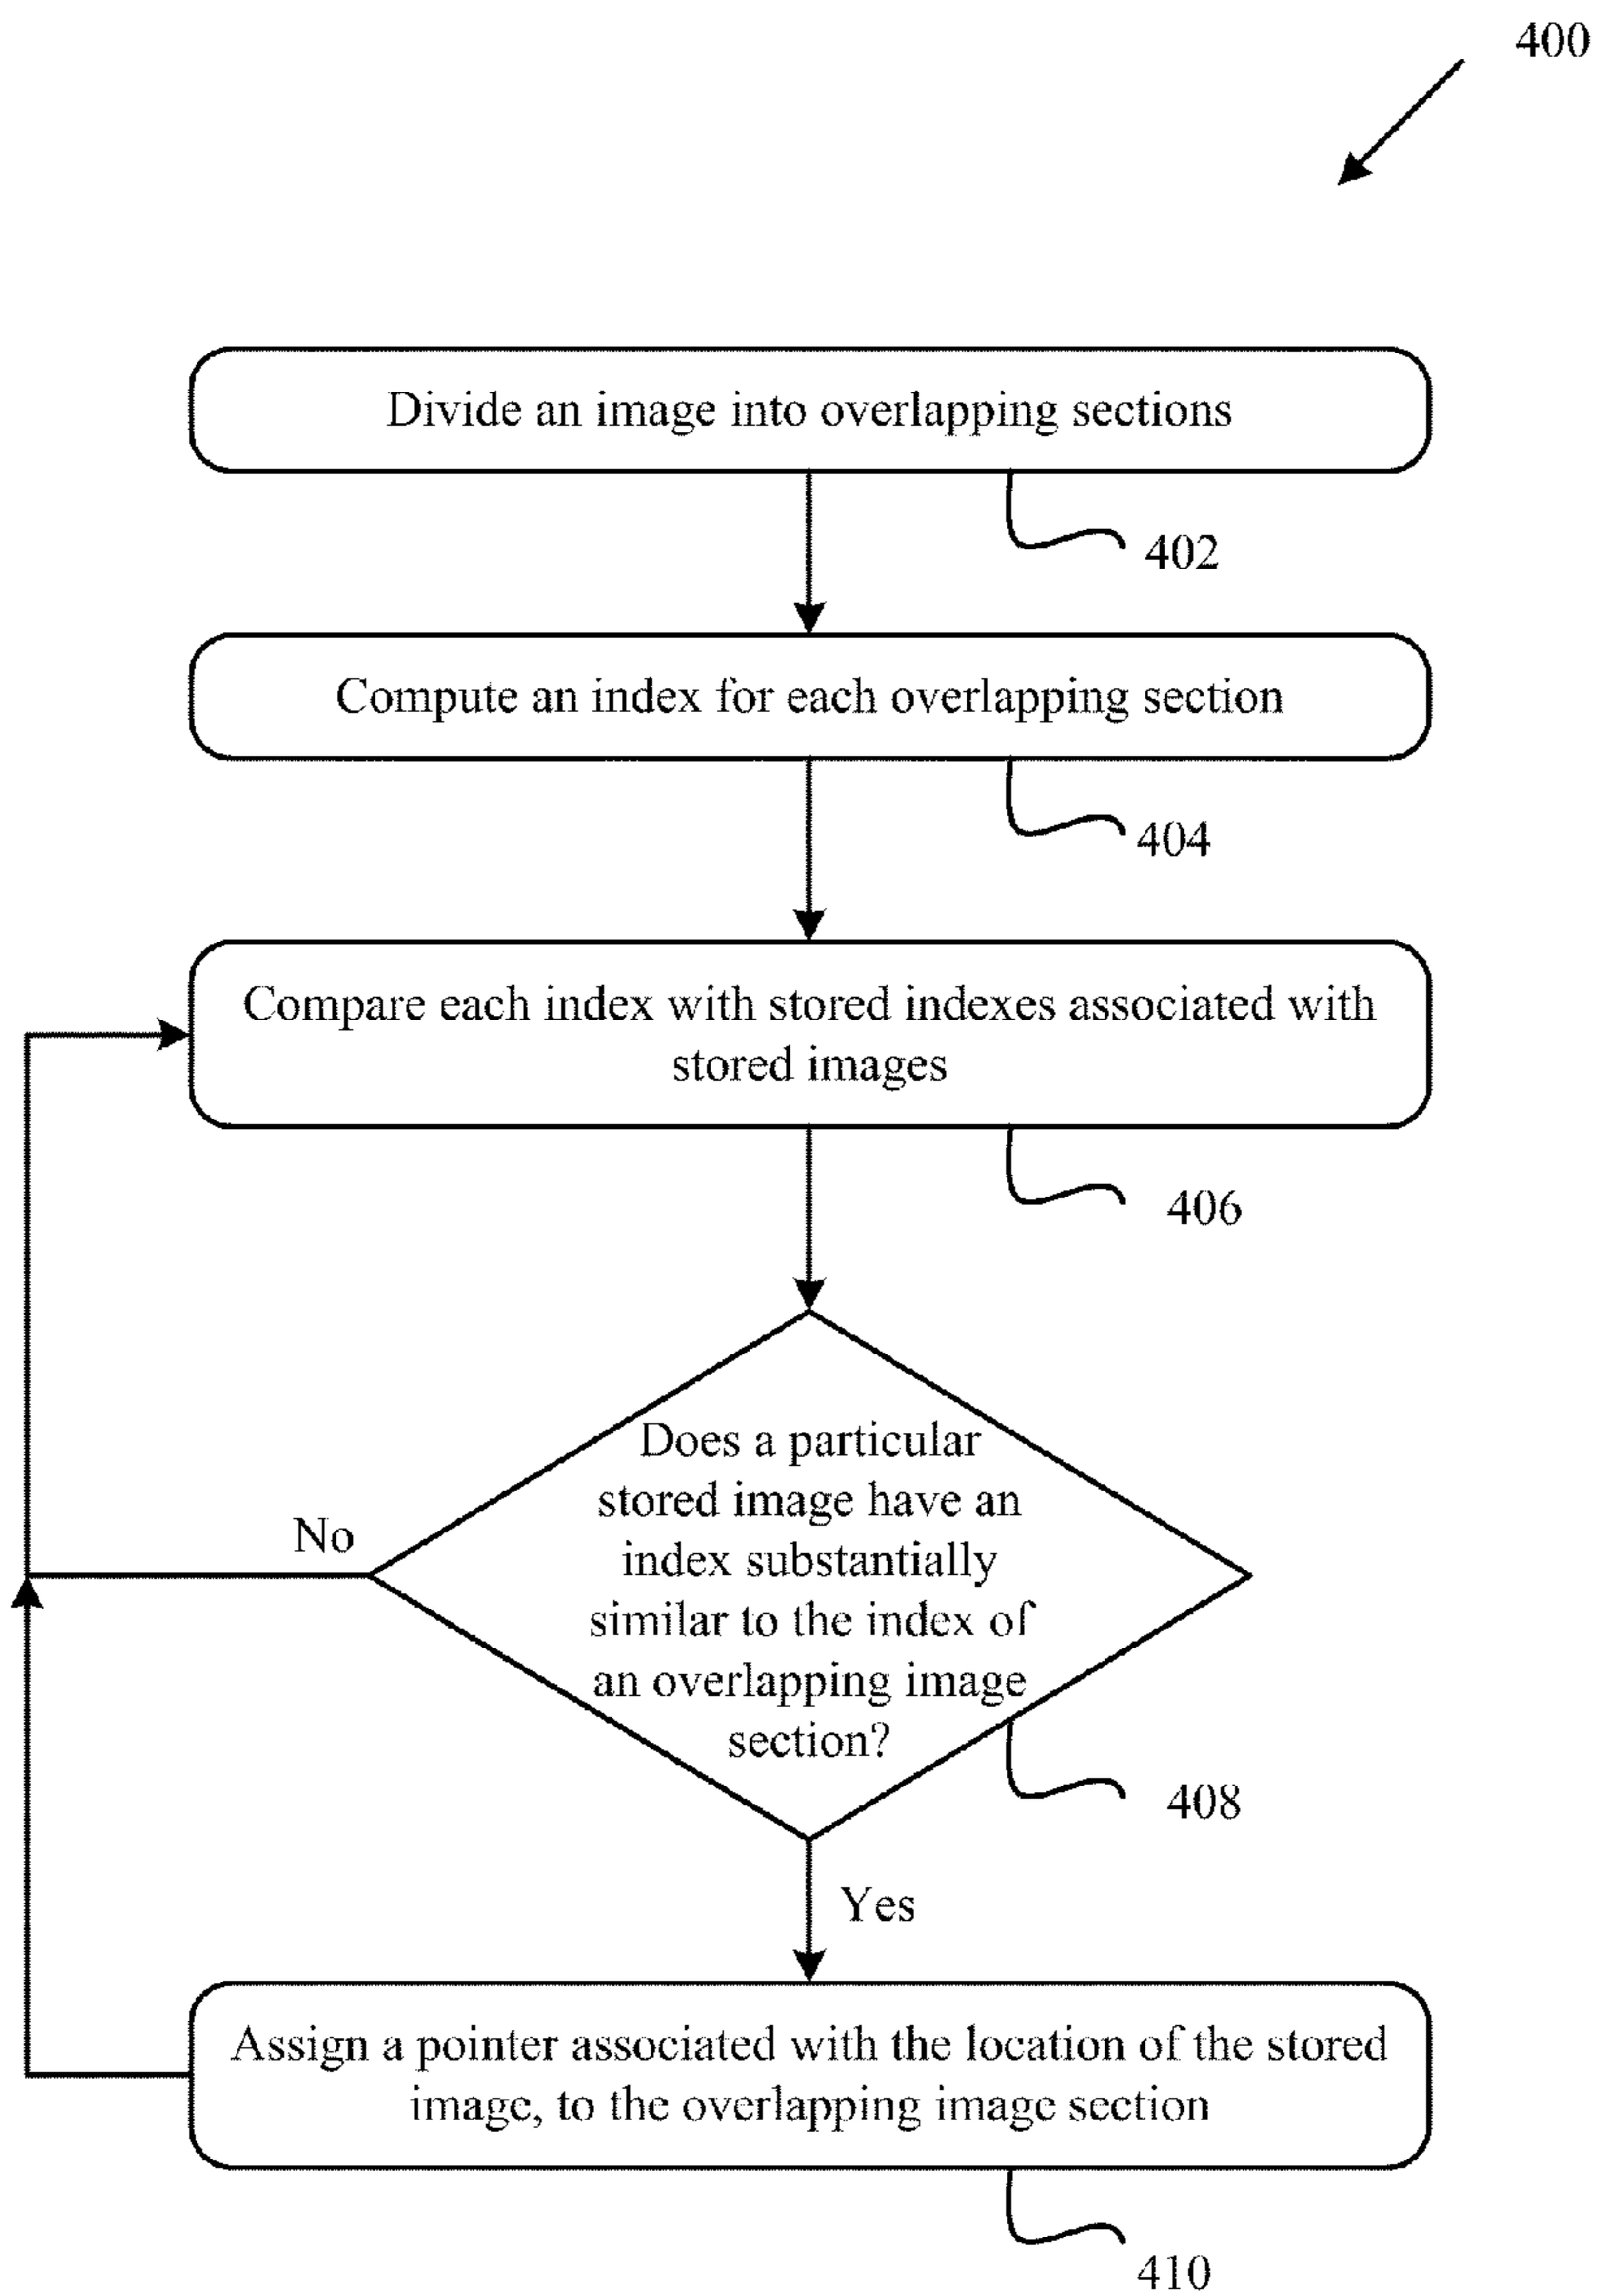 400
Divide an image into overlapping sections
402
Compute an index for each overlapping section
404
Compare each index with stored indexes associated with
stored images
406
Does a particular
stored image have an
index substantially
similar to the index of
an overlapping image
section?
No
408
Yes
Assign a pointer associated with the location of the stored
image, to the overlapping image section
410